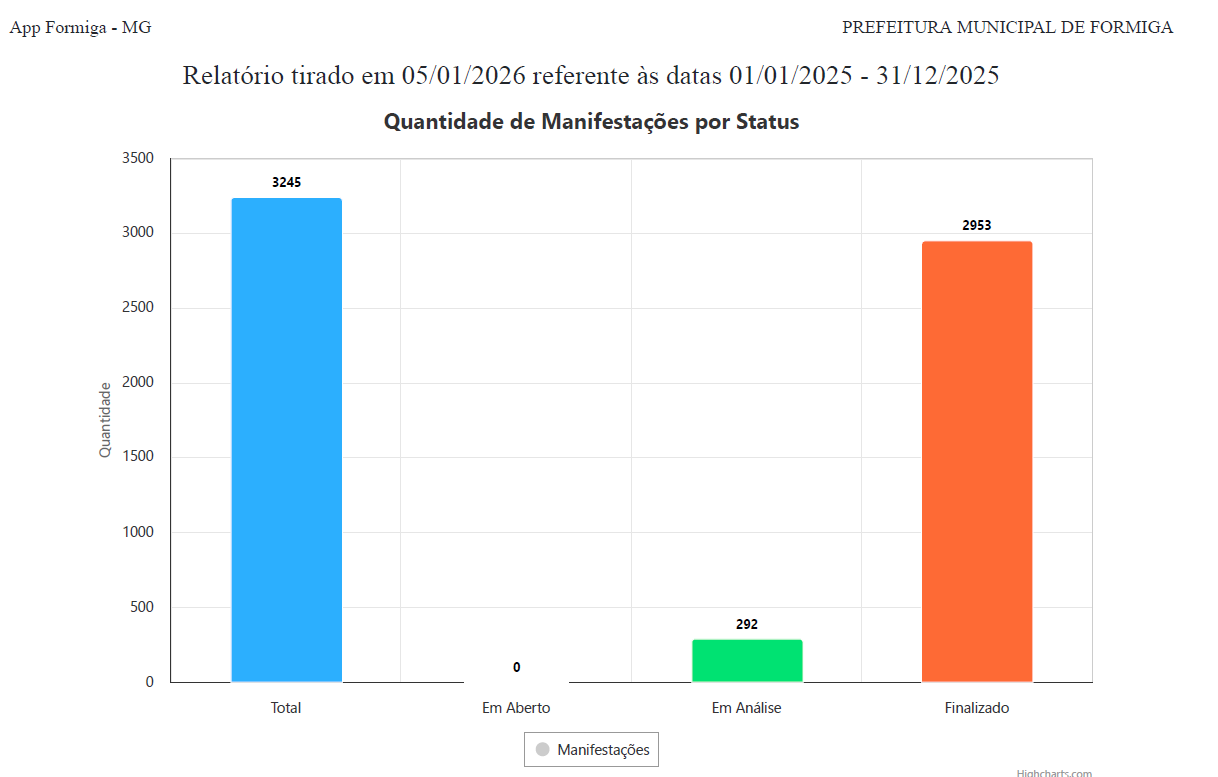 App Formiga - MG
PREFEITURA MUNICIPAL DE FORMIGA
Relatório tirado em 05/01/2026 referente às datas 01/01/2025 - 31/12/2025
Quantidade de Manifestações por Status
Quantidade
3500
3000
2500
2000
1500
1000
500
0
3245
0
292
2953
Total
Em Aberto
Em Análise
Finalizado
Manifestações
Highcharts.com